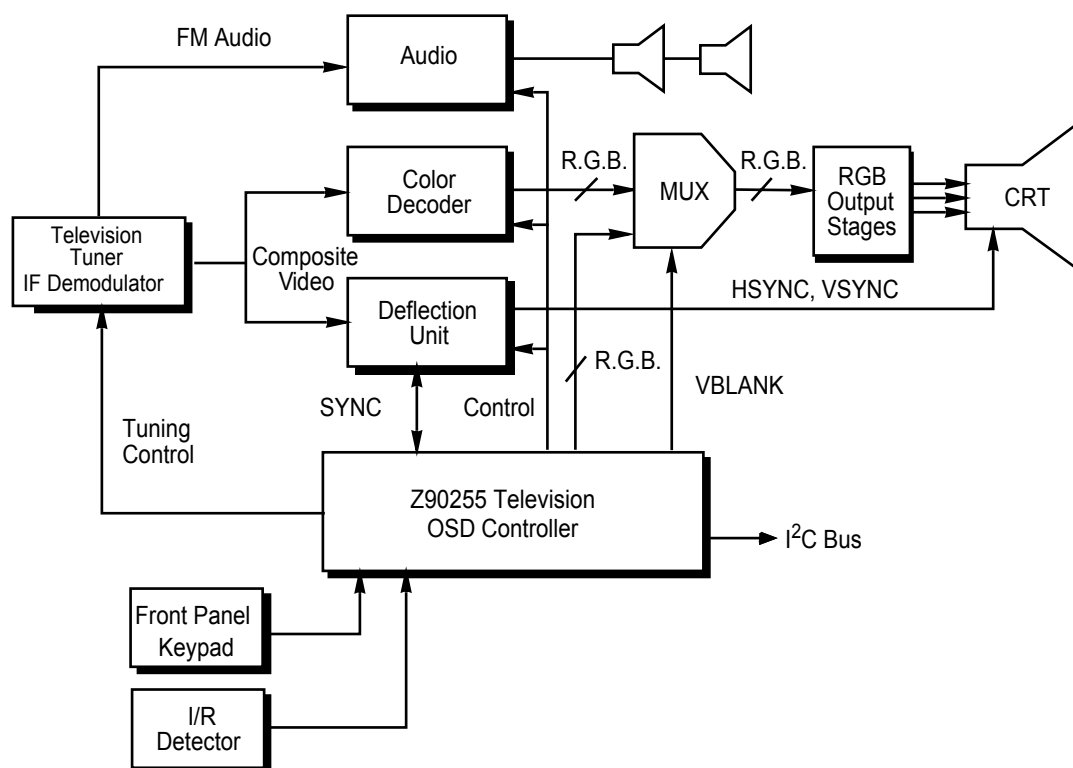 FM Audio
Audio
R.G.B.
MUX
R.G.B.
RGB
Output
Stages
CRT
Color
Decoder
Television
Tuner
IF Demodulator
Composite
Video
Deflection
Unit
HSYNC, VSYNC
R.G.B.
VBLANK
SYNC
Control
Tuning
Control
Z90255 Television
OSD Controller
I²C Bus
Front Panel
Keypad
I/R
Detector